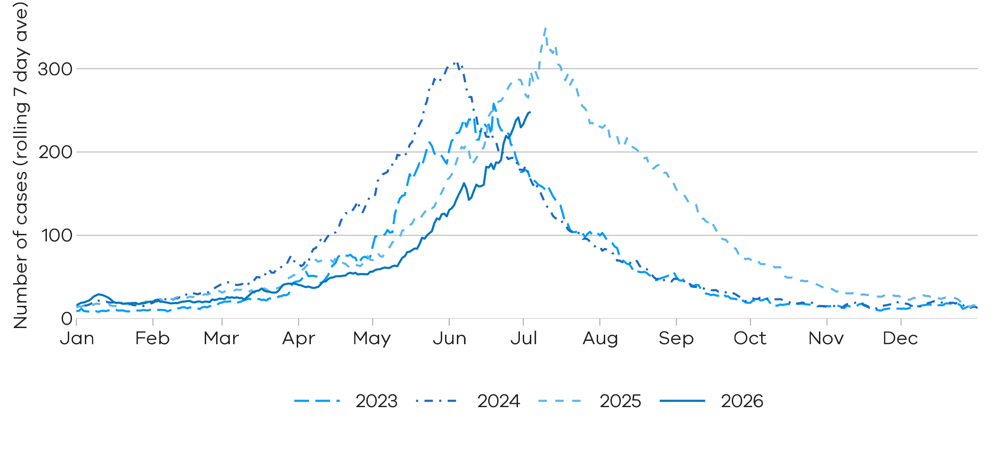 Number of cases (rolling 7 day ave)
300
200
100
0
Jan Feb Mar Apr May Jun Jul Aug Sep Oct Nov Dec
2023 2024 2025 2026